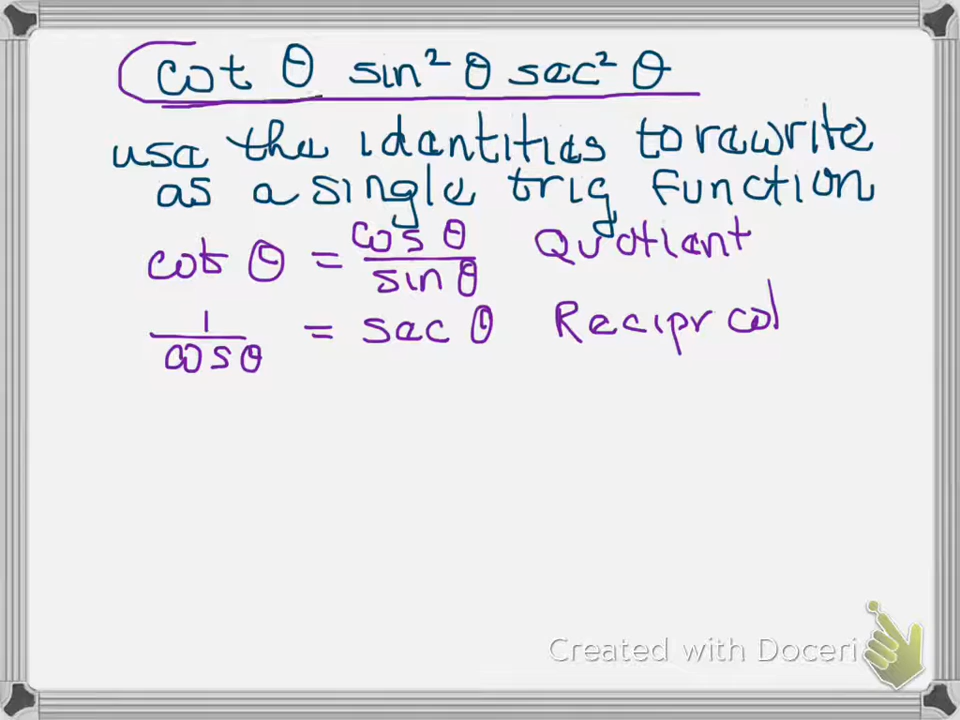 cot θ sin² θ sec² θ
use the identities to rewrite
as a single trig function
cot θ = cos θ / sin θ Quotient
1 / cos θ = sec θ Reciprcol
Created with Doceri